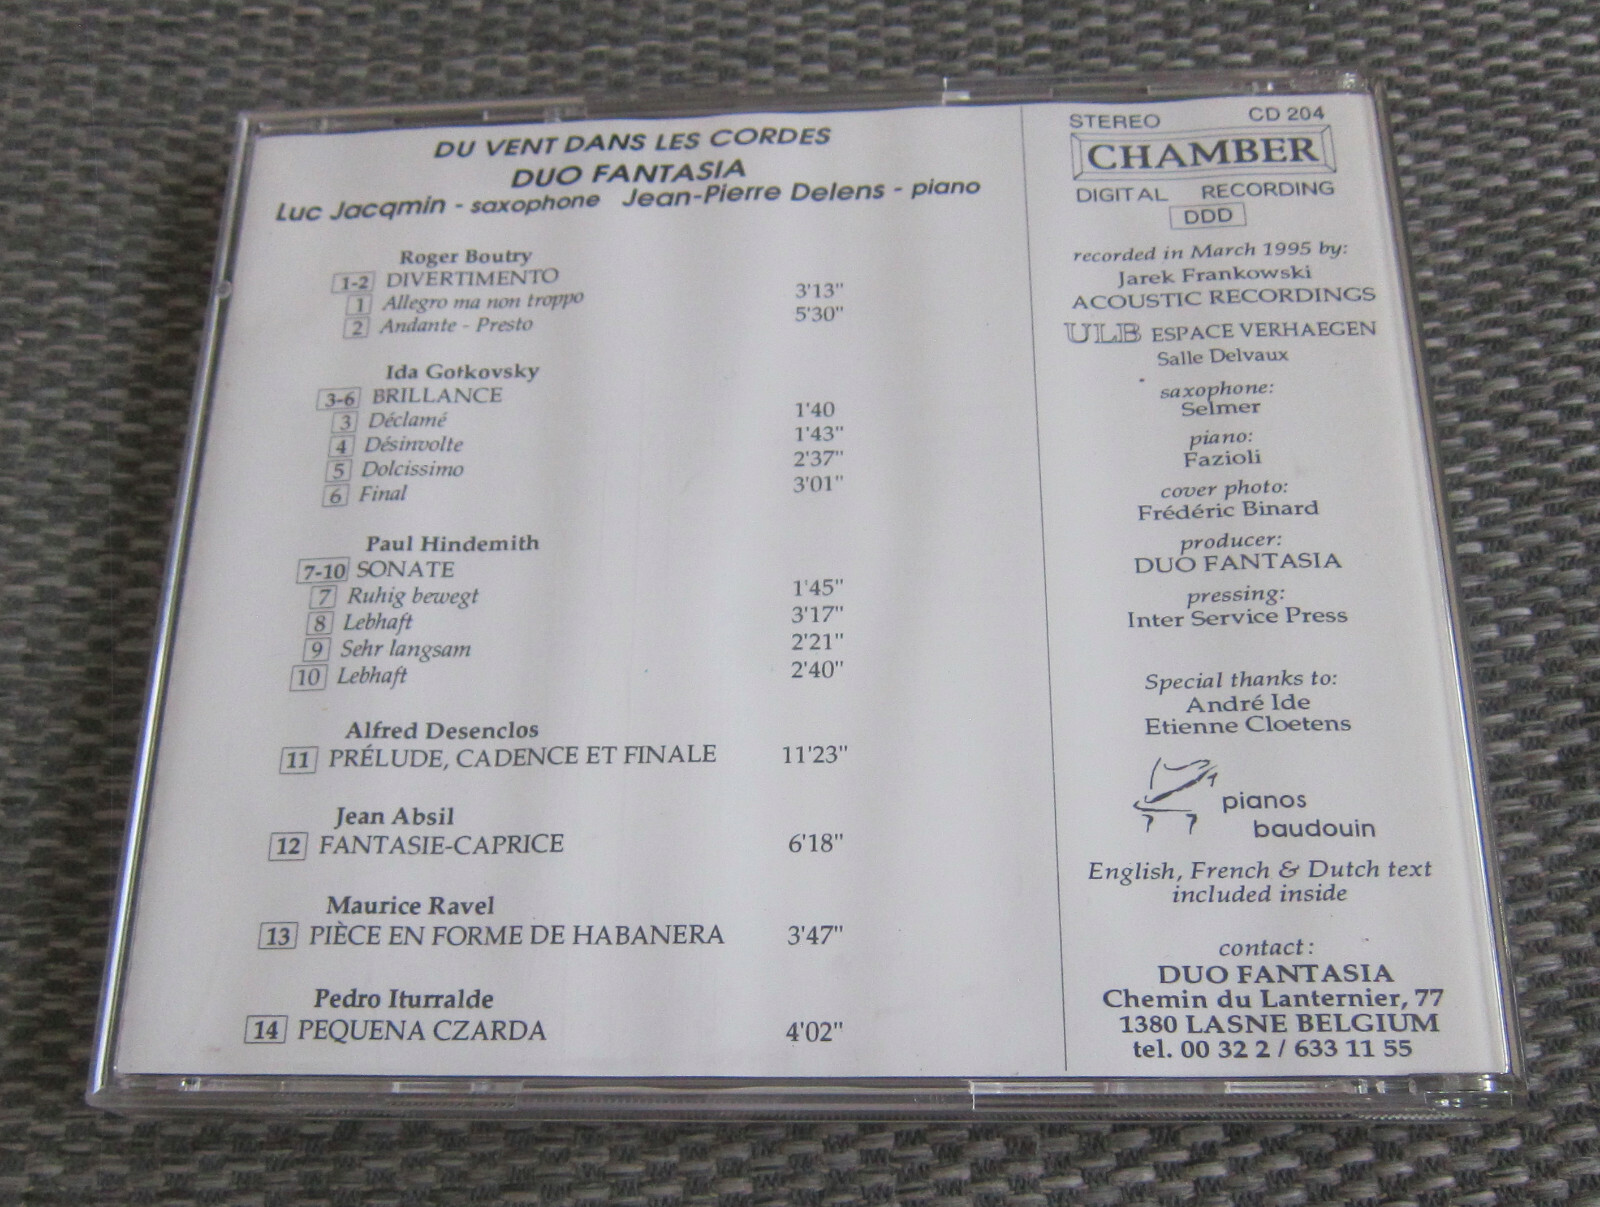 DU VENT DANS LES CORDES
DUO FANTASIA
Luc Jacqmin - saxophone Jean-Pierre Delens - piano
Roger Boutry
1-2 DIVERTIMENTO
1 Allegro ma non troppo 3'13"
2 Andante - Presto 5'30"
Ida Gotkovsky
3-6 BRILLANCE
3 Déclamé 1'40
4 Désinvolte 1'43"
5 Dolcissimo 2'37"
6 Final 3'01"
Paul Hindemith
7-10 SONATE
7 Ruhig bewegt 1'45"
8 Lebhaft 3'17"
9 Sehr langsam 2'21"
10 Lebhaft 2'40"
Alfred Desenclos
11 PRÉLUDE, CADENCE ET FINALE 11'23"
Jean Absil
12 FANTASIE-CAPRICE 6'18"
Maurice Ravel
13 PIÈCE EN FORME DE HABANERA 3'47"
Pedro Iturralde
14 PEQUENA CZARDA 4'02"
STEREO CD 204
CHAMBER
DIGITAL RECORDING
DDD
recorded in March 1995 by:
Jarek Frankowski
ACOUSTIC RECORDINGS
ULB ESPACE VERHAEGEN
Salle Delvaux
saxophone:
Selmer
piano:
Fazioli
cover photo:
Frédéric Binard
producer:
DUO FANTASIA
pressing:
Inter Service Press
Special thanks to:
André Ide
Etienne Cloetens
pianos
baudouin
English, French & Dutch text
included inside
contact:
DUO FANTASIA
Chemin du Lanternier, 77
1380 LASNE BELGIUM
tel. 00 32 2 / 633 11 55